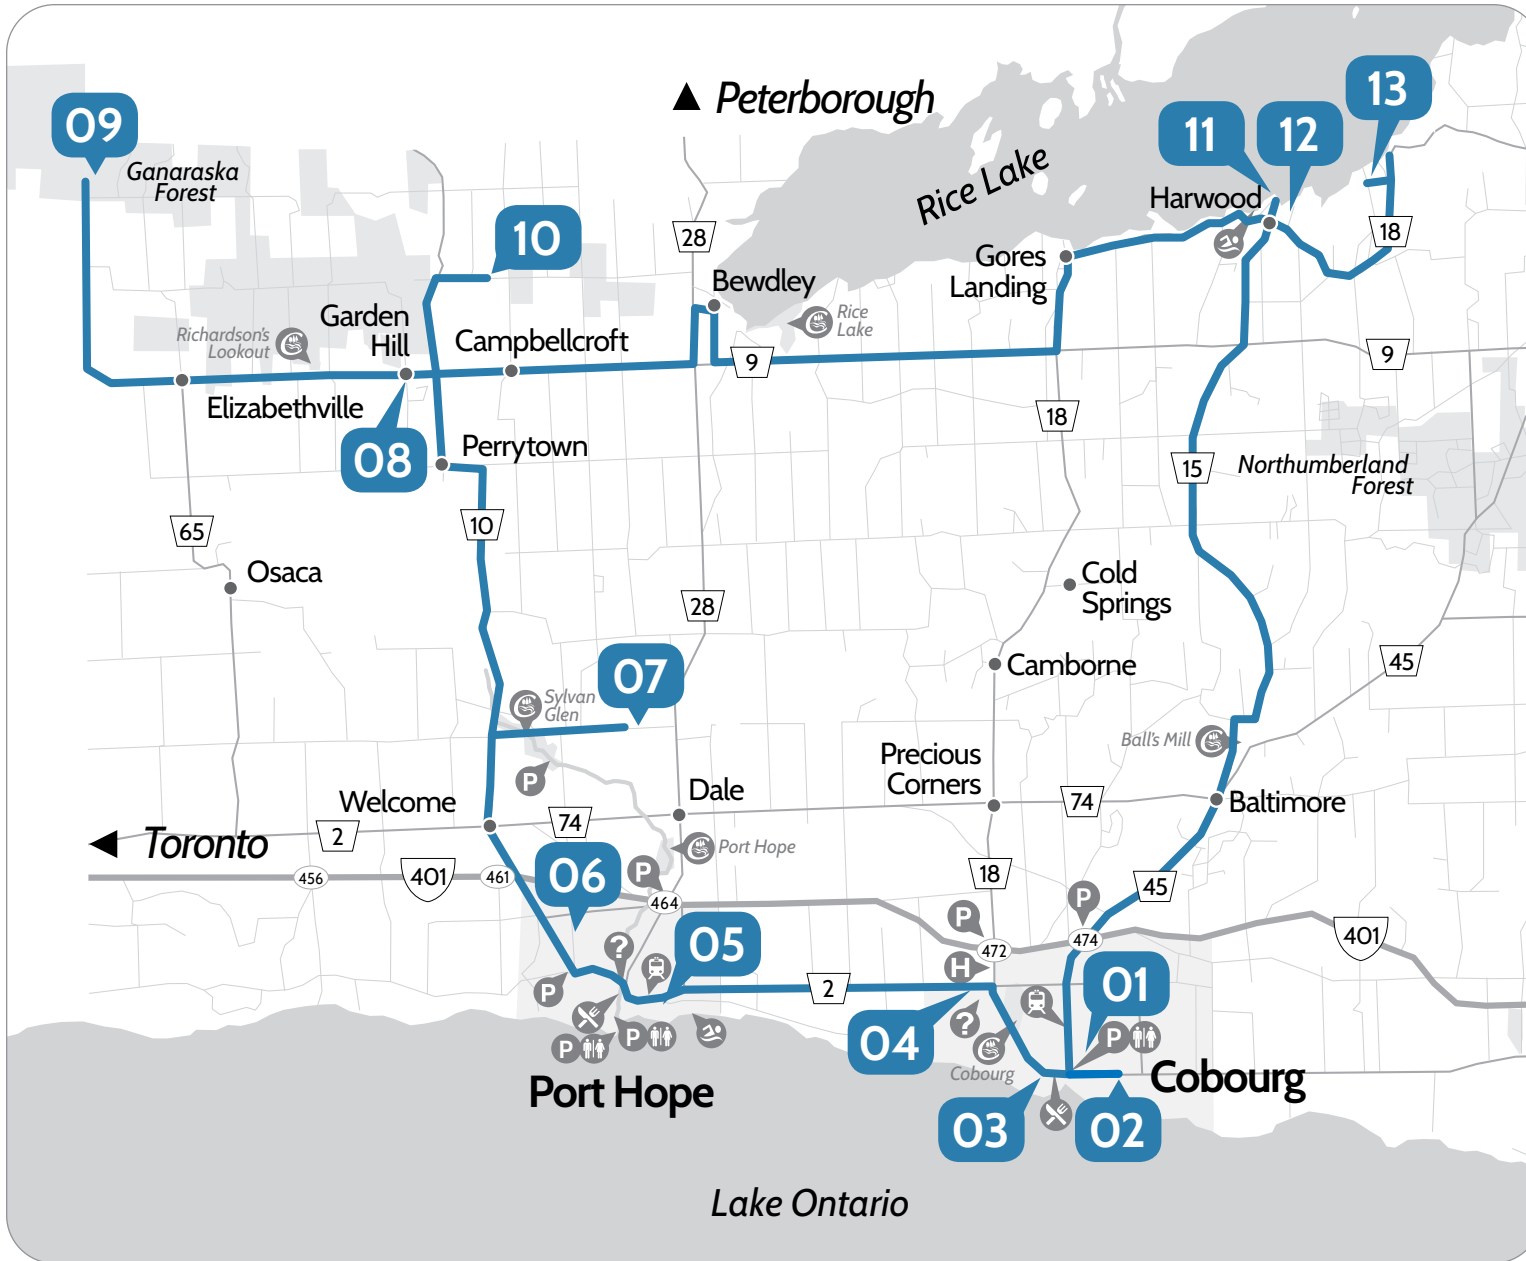 Peterborough
13
09
11
12
Ganaraska
Forest
Rice Lake
Harwood
10
28
18
Gores
Landing
Bewdley
Garden
Hill
Rice
Lake
Richardson's
Lookout
Campbellcroft
9
9
Elizabethville
18
08
Perrytown
15
Northumberland
Forest
65
10
Osaca
Cold
Springs
28
Camborne
45
07
Sylvan
Glen
Ball's Mill
Precious
Corners
P
Dale
Welcome
74
Baltimore
2
74
Toronto
Port Hope
06
P
18
45
456
401
461
464
P
P
401
474
472
?
05
H
01
P
2
?
04
P
P
P
Cobourg
Port Hope
Cobourg
03
02
Lake Ontario